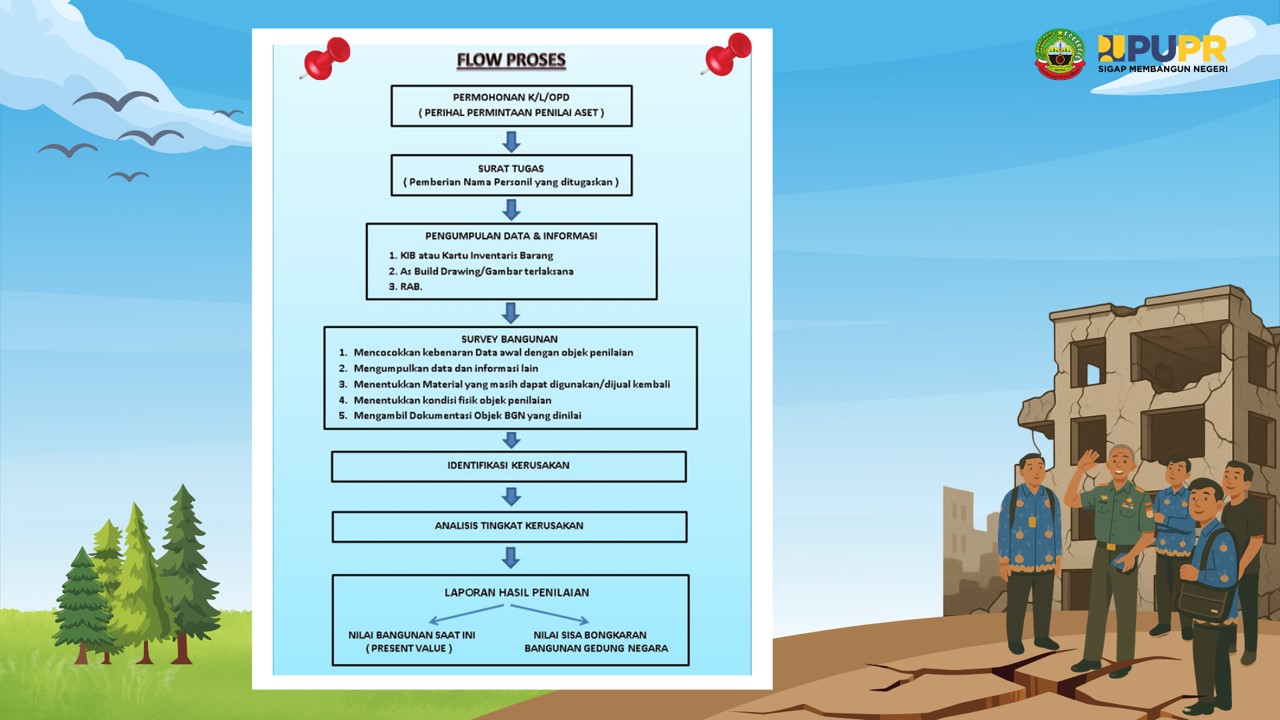 FLOW PROSES
PUPR
SIGAP MEMBANGUN NEGERI
PERMOHONAN K/L/OPD
( PERIHAL PERMINTAAN PENILAI ASET )
SURAT TUGAS
( Pemberian Nama Personil yang ditugaskan )
PENGUMPULAN DATA & INFORMASI
1. KIB atau Kartu Inventaris Barang
2. As Build Drawing/Gambar terlaksana
3. RAB.
SURVEY BANGUNAN
1. Mencocokkan kebenaran Data awal dengan objek penilaian
2. Mengumpulkan data dan informasi lain
3. Menentukkan Material yang masih dapat digunakan/dijual kembali
4. Menentukkan kondisi fisik objek penilaian
5. Mengambil Dokumentasi Objek BGN yang dinilai
IDENTIFIKASI KERUSAKAN
ANALISIS TINGKAT KERUSAKAN
LAPORAN HASIL PENILAIAN
NILAI BANGUNAN SAAT INI
( PRESENT VALUE )
NILAI SISA BONGKARAN
BANGUNAN GEDUNG NEGARA